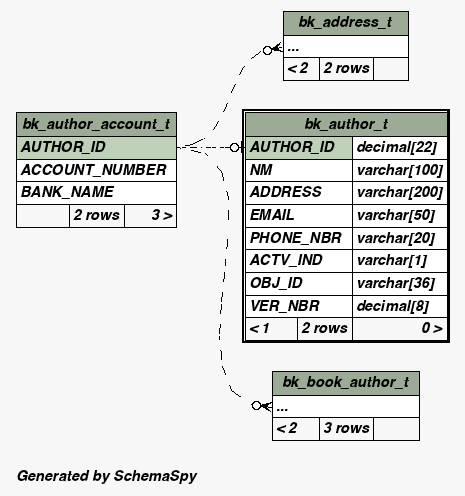 bk_address_t
...
< 2 2 rows
bk_author_account_t
AUTHOR_ID
ACCOUNT_NUMBER
BANK_NAME
2 rows 3 >
bk_author_t
AUTHOR_ID decimal[22]
NM varchar[100]
ADDRESS varchar[200]
EMAIL varchar[50]
PHONE_NBR varchar[20]
ACTV_IND varchar[1]
OBJ_ID varchar[36]
VER_NBR decimal[8]
< 1 2 rows 0 >
bk_book_author_t
...
< 2 3 rows
Generated by SchemaSpy